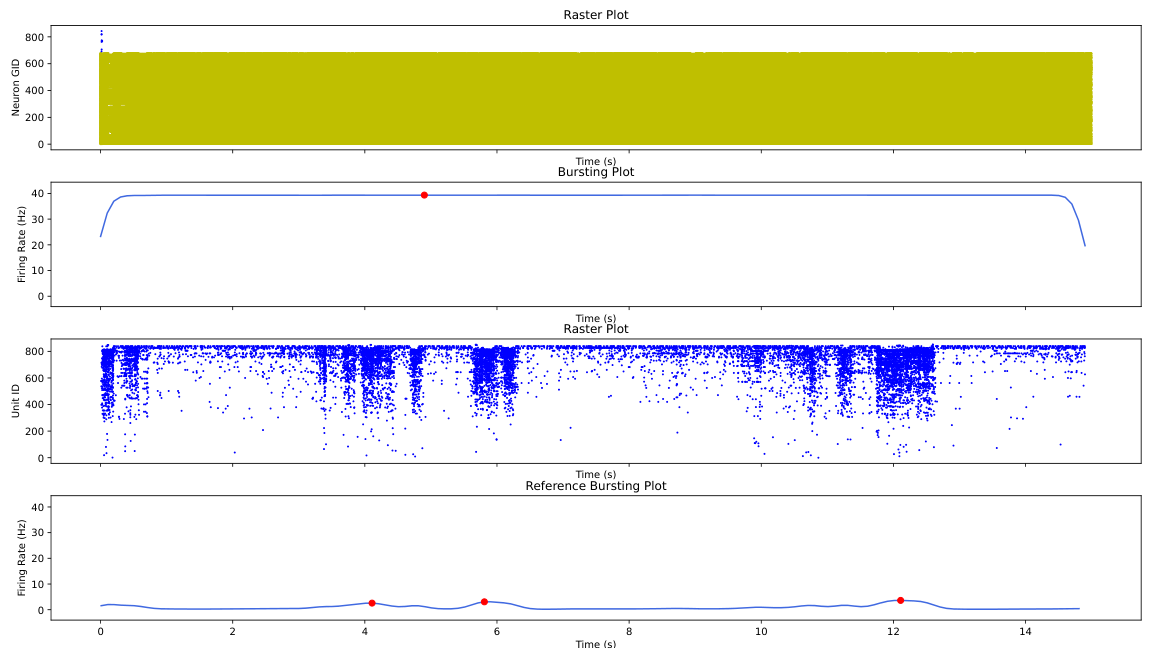 Raster Plot
Neuron GID
800
600
400
200
0
Time (s)
Bursting Plot
Firing Rate (Hz)
40
30
20
10
0
Time (s)
Raster Plot
Unit ID
800
600
400
200
0
Time (s)
Reference Bursting Plot
Firing Rate (Hz)
40
30
20
10
0
0 2 4 6 8 10 12 14
Time (s)